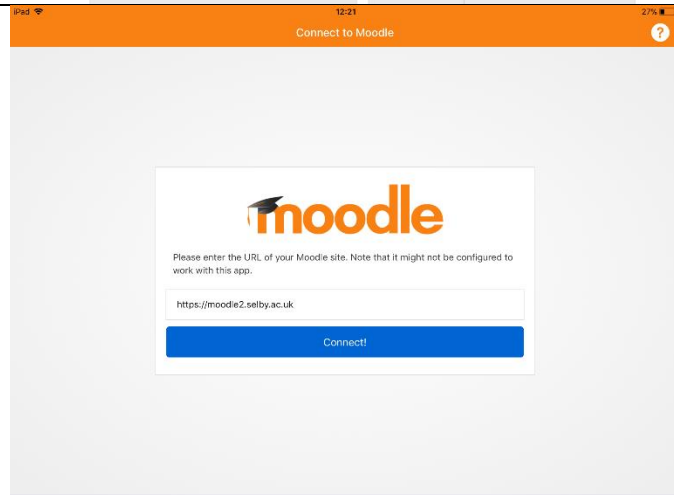 iPad 12:21 27%
Connect to Moodle
?
moodle
Please enter the URL of your Moodle site. Note that it might not be configured to
work with this app.
https://moodle2.selby.ac.uk
Connect!